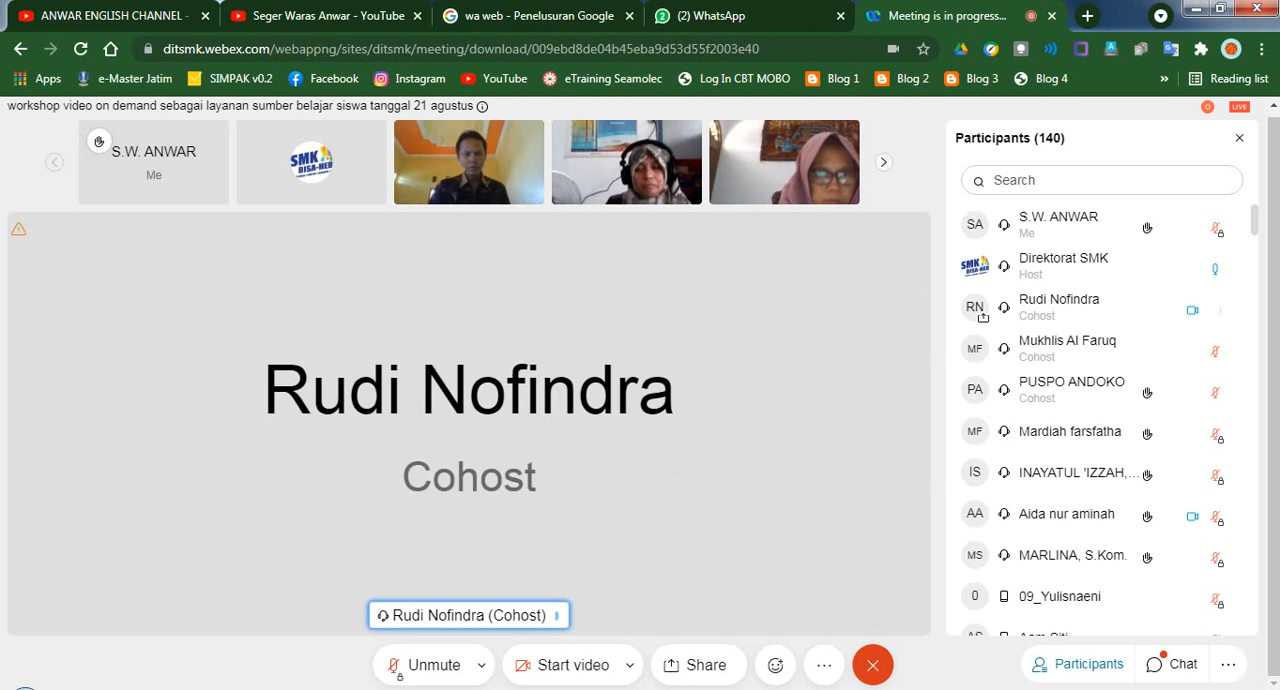 ANWAR ENGLISH CHANNEL -
Seger Waras Anwar - YouTube
wa web - Penelusuran Google
(2) WhatsApp
Meeting is in progress...
ditsmk.webex.com/webappng/sites/ditsmk/meeting/download/009ebd8de04b45eba9d53d55f2003e40
Apps
e-Master Jatim
SIMPAK v0.2
Facebook
Instagram
YouTube
eTraining Seamolec
Log In CBT MOBO
Blog 1
Blog 2
Blog 3
Blog 4
»
Reading list
workshop video on demand sebagai layanan sumber belajar siswa tanggal 21 agustus
LIVE
S.W. ANWAR
Me
SMK
BISA-HEBAT
Participants (140)
Search
SA
S.W. ANWAR
Me
SMK
Direktorat SMK
Host
RN
Rudi Nofindra
Cohost
MF
Mukhlis Al Faruq
Cohost
PA
PUSPO ANDOKO
Cohost
MF
Mardiah farsfatha
IS
INAYATUL 'IZZAH,...
AA
Aida nur aminah
MS
MARLINA, S.Kom.
0
09_Yulisnaeni
Rudi Nofindra
Cohost
Rudi Nofindra (Cohost)
Unmute
Start video
Share
Participants
Chat